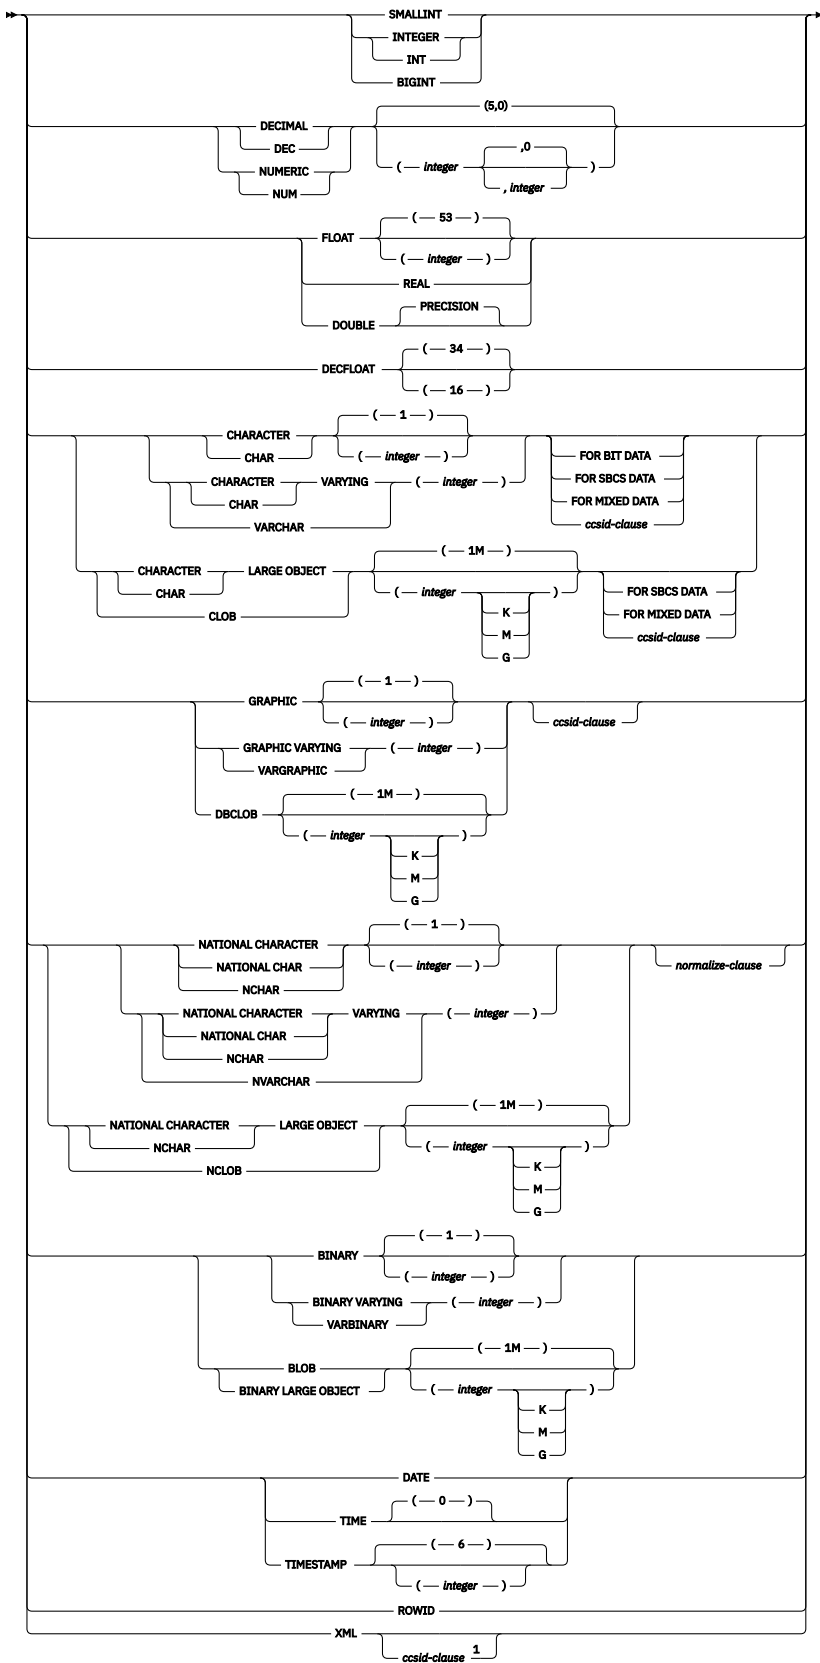 SMALLINT
INTEGER
INT
BIGINT
(5,0)
DECIMAL
DEC
,0
NUMERIC ( integer )
NUM , integer
( 53 )
FLOAT
( integer )
REAL
PRECISION
DOUBLE
( 34 )
DECFLOAT
( 16 )
( 1 )
CHARACTER
CHAR ( integer ) FOR BIT DATA
CHARACTER VARYING ( integer ) FOR SBCS DATA
CHAR FOR MIXED DATA
VARCHAR ccsid-clause
( 1M )
CHARACTER LARGE OBJECT
CHAR ( integer ) FOR SBCS DATA
CLOB K FOR MIXED DATA
M ccsid-clause
G
( 1 )
GRAPHIC
( integer ) ccsid-clause
GRAPHIC VARYING ( integer )
VARGRAPHIC
( 1M )
DBCLOB
( integer )
K
M
G
( 1 )
NATIONAL CHARACTER
NATIONAL CHAR ( integer ) normalize-clause
NCHAR
NATIONAL CHARACTER VARYING ( integer )
NATIONAL CHAR
NCHAR
NVARCHAR
( 1M )
NATIONAL CHARACTER LARGE OBJECT
NCHAR ( integer )
NCLOB K
M
G
( 1 )
BINARY
( integer )
BINARY VARYING ( integer )
VARBINARY
( 1M )
BLOB
BINARY LARGE OBJECT ( integer )
K
M
G
DATE
( 0 )
TIME
( 6 )
TIMESTAMP
( integer )
ROWID
XML
ccsid-clause 1